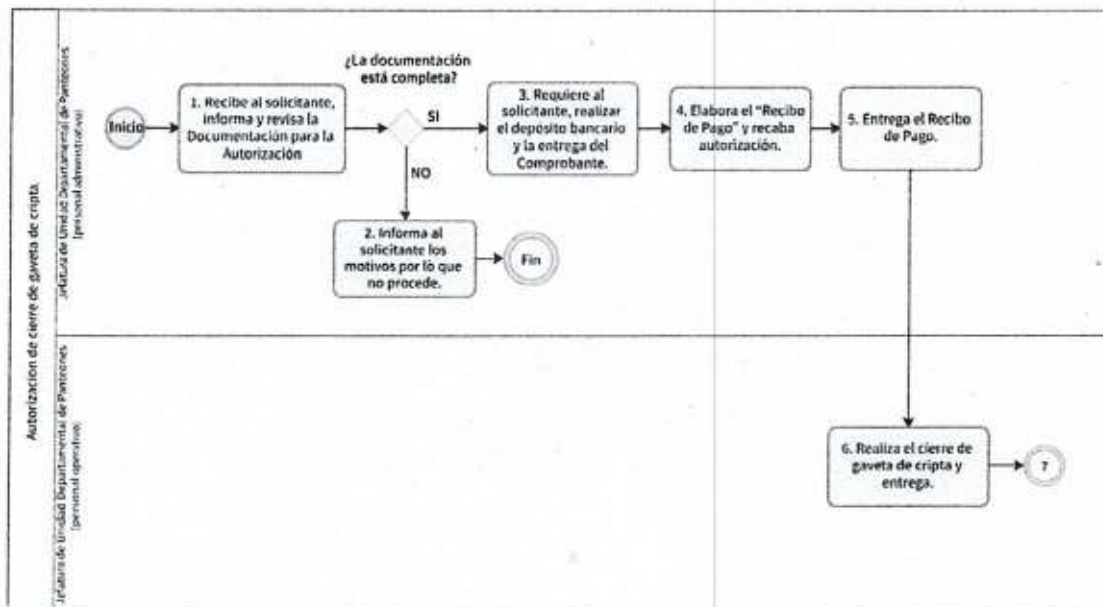 Autorización de cierre de gaveta de cripta
Jefatura de Unidad Departamental de Panteones
(personal administrativo)
Inicio
1. Recibe al solicitante,
informa y revisa la
Documentación para la
Autorización
¿La documentación
está completa?
SI
NO
2. Informa al
solicitante los
motivos por lo que
no procede.
Fin
3. Requiere al
solicitante, realizar
el depósito bancario
y la entrega del
Comprobante.
4. Elabora el "Recibo
de Pago" y recaba
autorización.
5. Entrega el Recibo
de Pago.
Jefatura de Unidad Departamental de Panteones
(personal operativo)
6. Realiza el cierre de
gaveta de cripta y
entrega.
7